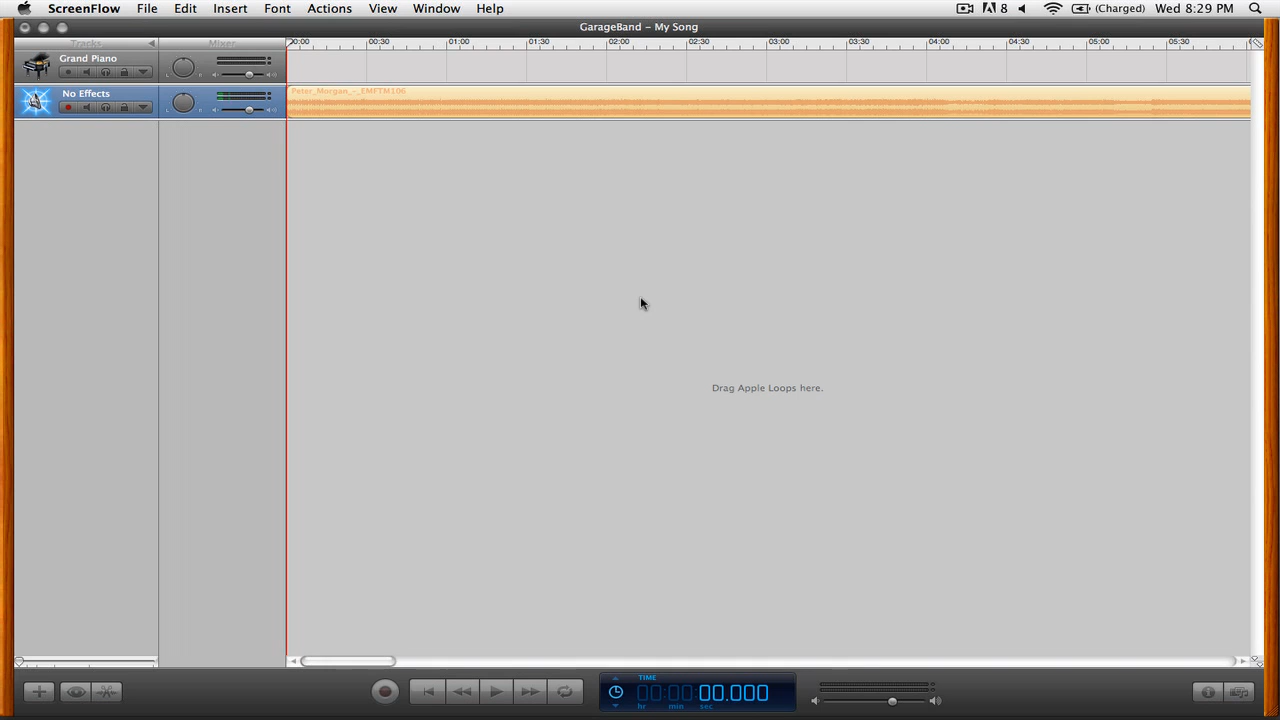 ScreenFlow File Edit Insert Font Actions View Window Help 8 (Charged) Wed 8:29 PM
GarageBand – My Song
Tracks Mixer 00:00 00:30 01:00 01:30 02:00 02:30 03:00 03:30 04:00 04:30 05:00 05:30
Grand Piano
L R
No Effects Peter_Morgan_-_EMFTM106
L R
Drag Apple Loops here.
TIME
00:00:00.000
hr min sec